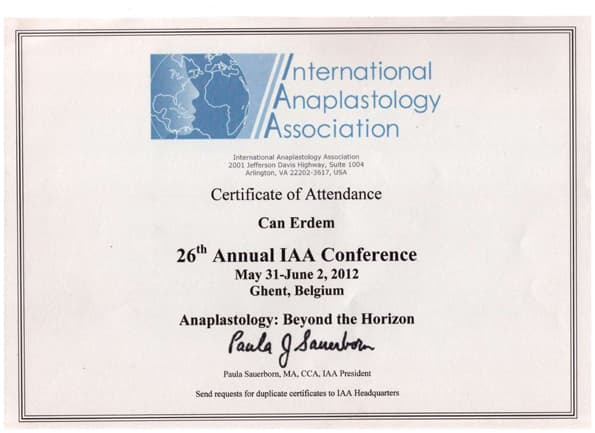 International
Anaplastology
Association
International Anaplastology Association
2001 Jefferson Davis Highway, Suite 1004
Arlington, VA 22202-3617, USA
Certificate of Attendance
Can Erdem
26th Annual IAA Conference
May 31-June 2, 2012
Ghent, Belgium
Anaplastology: Beyond the Horizon
Paula J Sauerborn
Paula Sauerborn, MA, CCA, IAA President
Send requests for duplicate certificates to IAA Headquarters